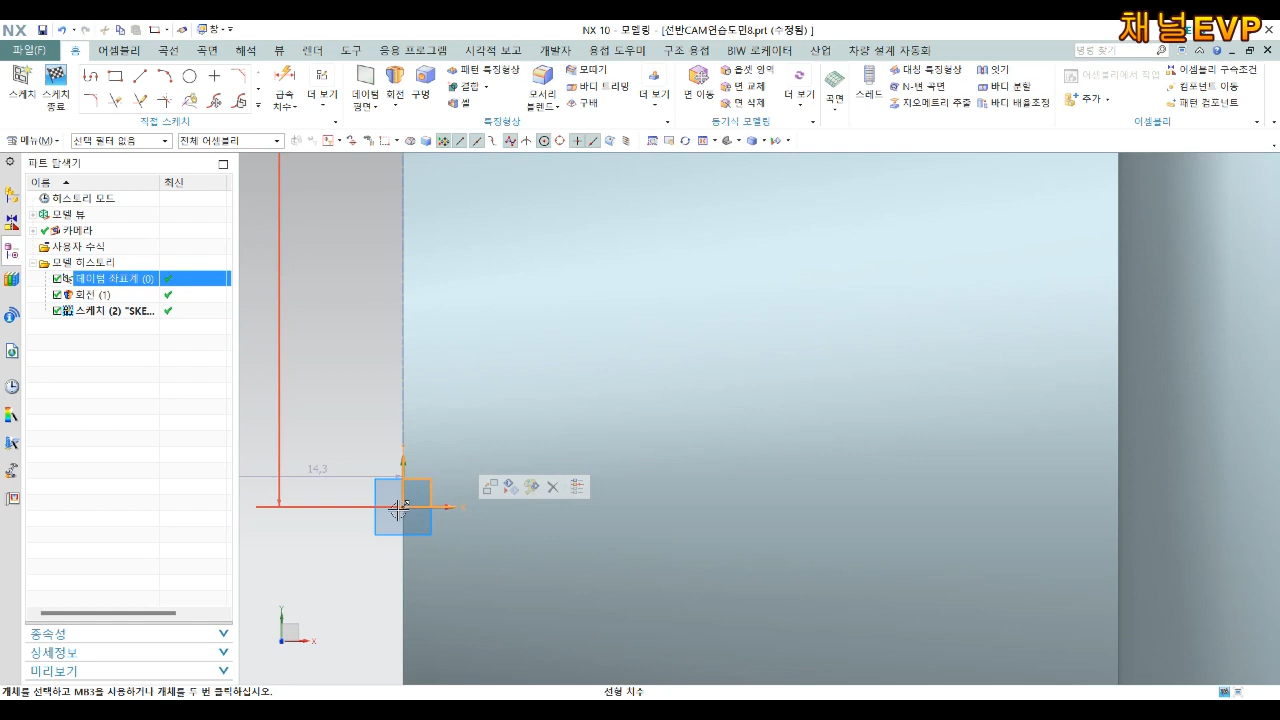 채널EVP
NX 창 NX 10 - 모델링 - [선반CAM연습도면8.prt (수정됨) ]
파일(F) 홈 어셈블리 곡선 곡면 해석 뷰 렌더 도구 응용 프로그램 시각적 보고 개발자 용접 도우미 구조 용접 BIW 로케이터 산업 차량 설계 자동화 명령 찾기
스케치 스케치 종료 급속 치수 더 보기 데이텀 평면 회전 구멍 패턴 특징형상 결합 쉘 모서리 블렌드 모따기 바디 트리밍 구배 더 보기 면 이동 옵셋 영역 면 교체 면 삭제 더 보기 곡면 스레드 대칭 특징형상 N-변 곡면 지오메트리 추출 잇기 바디 분할 바디 배율조정 어셈블리에서 작업 추가 어셈블리 구속조건 컴포넌트 이동 패턴 컴포넌트
직접 스케치 특징형상 동기식 모델링 어셈블리
메뉴(M) 선택 필터 없음 전체 어셈블리
파트 탐색기
이름 최신
히스토리 모드
모델 뷰
카메라
사용자 수식
모델 히스토리
데이텀 좌표계 (0)
회전 (1)
스케치 (2) "SKE...
14,3
Y
X
종속성
상세정보
미리보기
개체를 선택하고 MB3을 사용하거나 개체를 두 번 클릭하십시오. 선형 치수